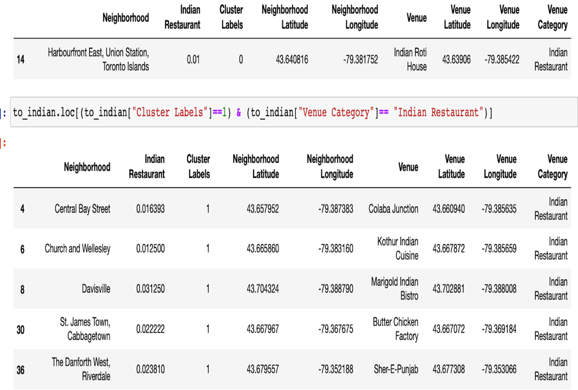 Neighborhood Indian Restaurant Cluster Labels Neighborhood Latitude Neighborhood Longitude Venue Venue Latitude Venue Longitude Venue Category
14 Harbourfront East, Union Station, Toronto Islands 0.01 0 43.640816 -79.381752 Indian Roti House 43.63906 -79.385422 Indian Restaurant
]: to_indian.loc[(to_indian["Cluster Labels"]==1) & (to_indian["Venue Category"]== "Indian Restaurant")]
]:
Neighborhood Indian Restaurant Cluster Labels Neighborhood Latitude Neighborhood Longitude Venue Venue Latitude Venue Longitude Venue Category
4 Central Bay Street 0.016393 1 43.657952 -79.387383 Colaba Junction 43.660940 -79.385635 Indian Restaurant
6 Church and Wellesley 0.012500 1 43.665860 -79.383160 Kothur Indian Cuisine 43.667872 -79.385659 Indian Restaurant
8 Davisville 0.031250 1 43.704324 -79.388790 Marigold Indian Bistro 43.702881 -79.388008 Indian Restaurant
30 St. James Town, Cabbagetown 0.022222 1 43.667967 -79.367675 Butter Chicken Factory 43.667072 -79.369184 Indian Restaurant
36 The Danforth West, Riverdale 0.023810 1 43.679557 -79.352188 Sher-E-Punjab 43.677308 -79.353066 Indian Restaurant